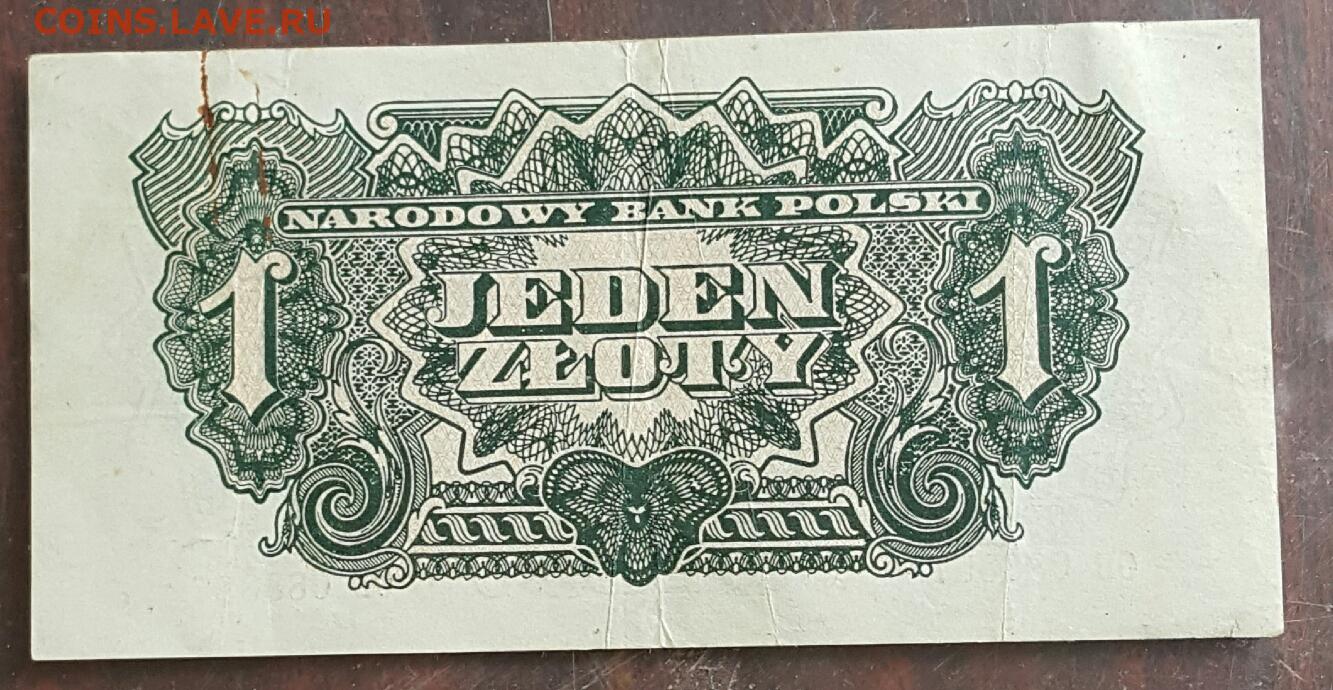 COINS.LAVE.RU
NARODOWY BANK POLSKI
1 JEDEN 1
ZŁOTY